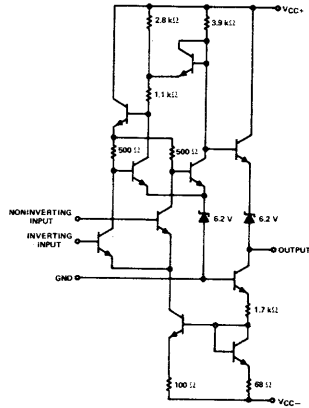 VCC+
2.8 kΩ
3.9 kΩ
1.1 kΩ
500 Ω
500 Ω
NONINVERTING
INPUT
6.2 V
6.2 V
INVERTING
INPUT
OUTPUT
GND
1.7 kΩ
100 Ω
68 Ω
VCC−